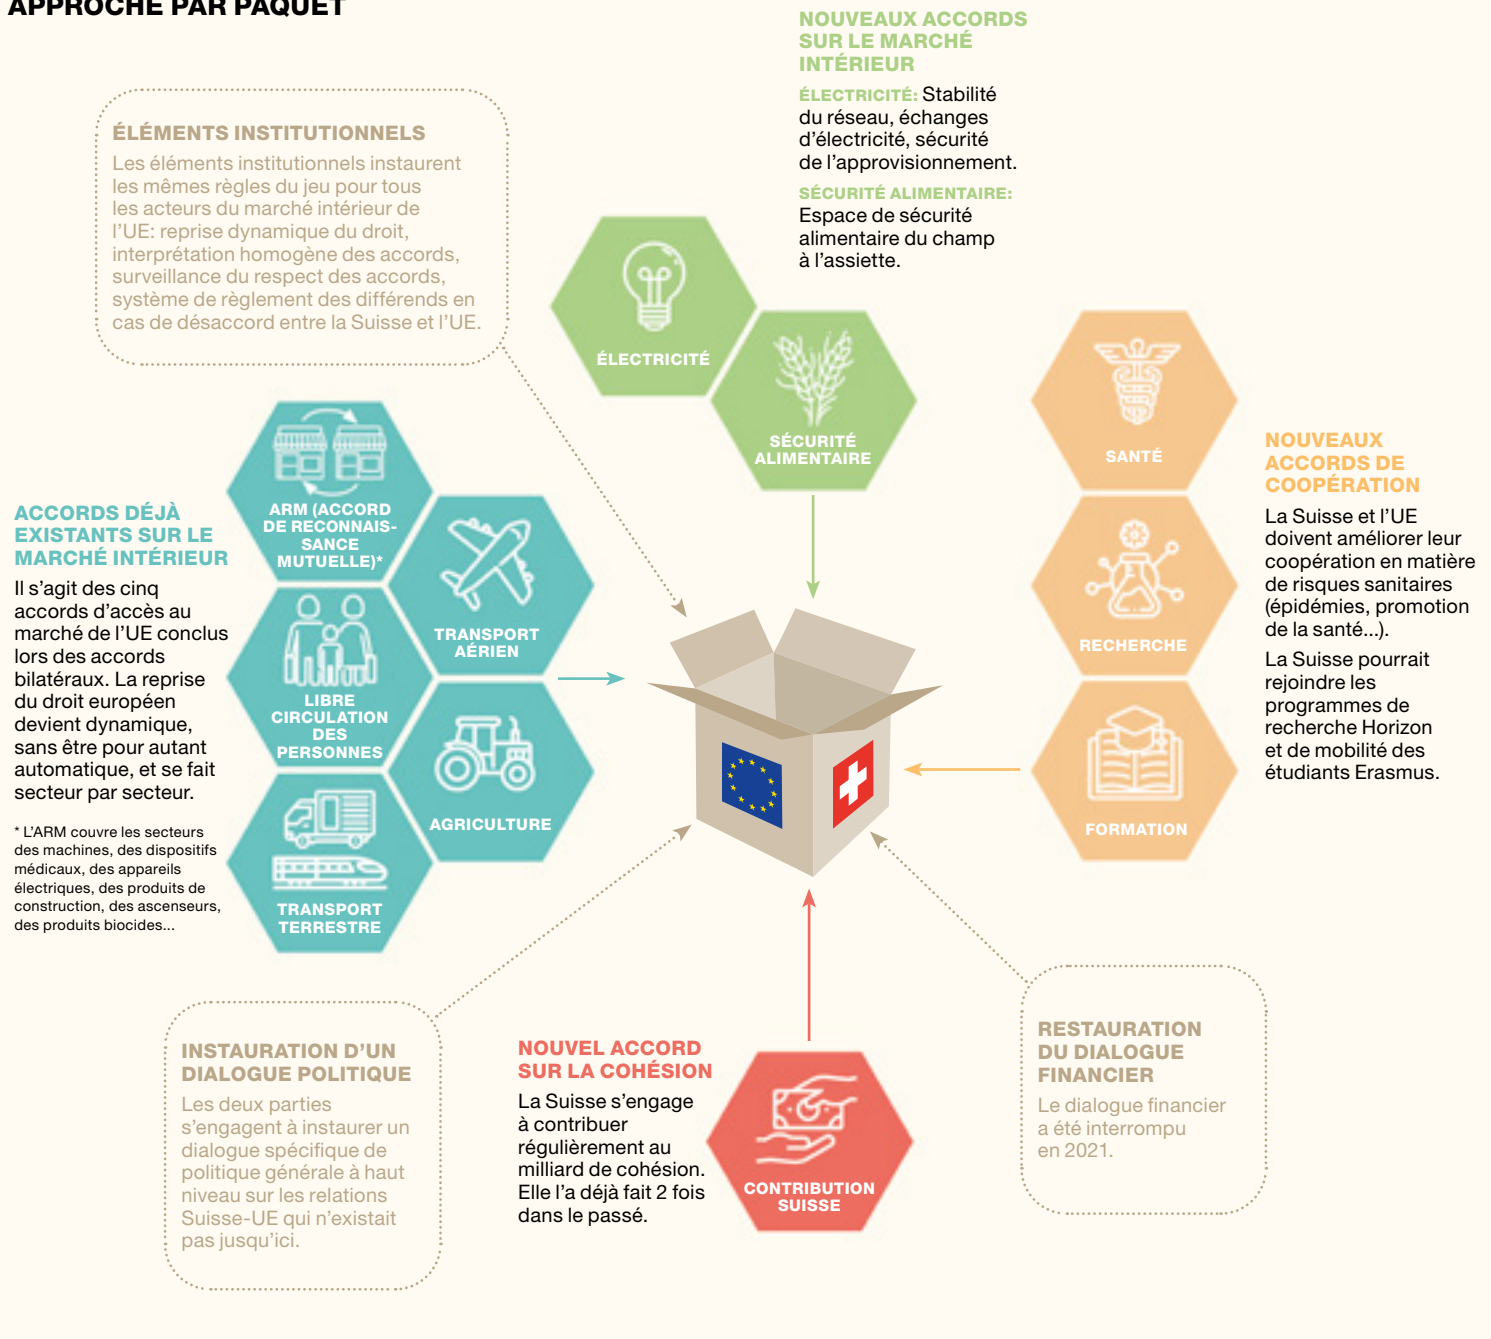 APPROCHE PAR PAQUET
NOUVEAUX ACCORDS
SUR LE MARCHÉ
INTÉRIEUR
ÉLECTRICITÉ: Stabilité
du réseau, échanges
d’électricité, sécurité
de l’approvisionnement.
SÉCURITÉ ALIMENTAIRE:
Espace de sécurité
alimentaire du champ
à l’assiette.
ÉLÉMENTS INSTITUTIONNELS
Les éléments institutionnels instaurent
les mêmes règles du jeu pour tous
les acteurs du marché intérieur de
l’UE: reprise dynamique du droit,
interprétation homogène des accords,
surveillance du respect des accords,
système de règlement des différends en
cas de désaccord entre la Suisse et l’UE.
ÉLECTRICITÉ
SÉCURITÉ
ALIMENTAIRE
SANTÉ
RECHERCHE
FORMATION
NOUVEAUX
ACCORDS DE
COOPÉRATION
La Suisse et l’UE
doivent améliorer leur
coopération en matière
de risques sanitaires
(épidémies, promotion
de la santé...).
La Suisse pourrait
rejoindre les
programmes de
recherche Horizon
et de mobilité des
étudiants Erasmus.
ACCORDS DÉJÀ
EXISTANTS SUR LE
MARCHÉ INTÉRIEUR
Il s’agit des cinq
accords d’accès au
marché de l’UE conclus
lors des accords
bilatéraux. La reprise
du droit européen
devient dynamique,
sans être pour autant
automatique, et se fait
secteur par secteur.
* L’ARM couvre les secteurs
des machines, des dispositifs
médicaux, des appareils
électriques, des produits de
construction, des ascenseurs,
des produits biocides...
ARM (ACCORD
DE RECONNAIS-
SANCE
MUTUELLE)*
TRANSPORT
AÉRIEN
LIBRE
CIRCULATION
DES
PERSONNES
AGRICULTURE
TRANSPORT
TERRESTRE
INSTAURATION D’UN
DIALOGUE POLITIQUE
Les deux parties
s’engagent à instaurer un
dialogue spécifique de
politique générale à haut
niveau sur les relations
Suisse-UE qui n’existait
pas jusqu’ici.
NOUVEL ACCORD
SUR LA COHÉSION
La Suisse s’engage
à contribuer
régulièrement au
milliard de cohésion.
Elle l’a déjà fait 2 fois
dans le passé.
CONTRIBUTION
SUISSE
RESTAURATION
DU DIALOGUE
FINANCIER
Le dialogue financier
a été interrompu
en 2021.